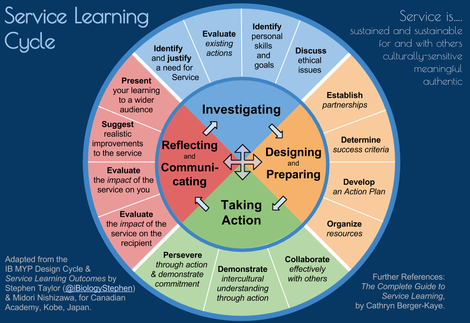 Service Learning
Cycle
Service is....
sustained and sustainable
for and with others
culturally-sensitive
meaningful
authentic
Identify
and justify
a need for
Service
Evaluate
existing
actions
Identify
personal
skills
and
goals
Discuss
ethical
issues
Establish
partnerships
Determine
success criteria
Develop
an Action Plan
Organize
resources
Collaborate
effectively
with others
Demonstrate
intercultural
understanding
through action
Persevere
through action
& demonstrate
commitment
Evaluate
the impact of the
service on the
recipient
Evaluate
the impact of the
service on you
Suggest
realistic
improvements
to the service
Present
your learning
to a wider
audience
Investigating
Designing
and
Preparing
Taking
Action
Reflecting
and
Communi-
cating
Adapted from the
IB MYP Design Cycle &
Service Learning Outcomes by
Stephen Taylor (@iBiologyStephen)
& Midori Nishizawa, for Canadian
Academy, Kobe, Japan.
Further References:
The Complete Guide to
Service Learning,
by Cathryn Berger-Kaye.